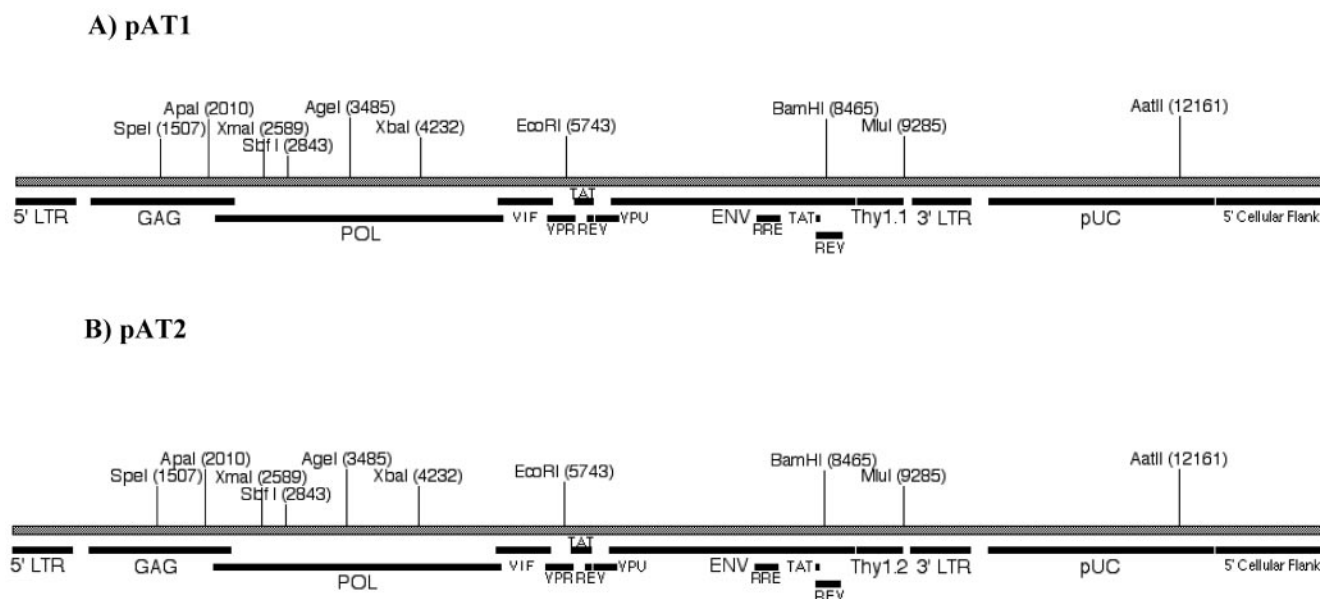 A) pAT1
ApaI (2010) AgeI (3485) BamHI (8465) AatII (12161)
SpeI (1507) XmaI (2589) XbaI (4232) EcoRI (5743) MluI (9285)
Sbf I (2843)
TAT
5' LTR GAG VIF VPU ENV TAT Thy1.1 3' LTR pUC 5' Cellular Flank
POL VPR REV RRE
REV
B) pAT2
ApaI (2010) AgeI (3485) BamHI (8465) AatII (12161)
SpeI (1507) XmaI (2589) XbaI (4232) EcoRI (5743) MluI (9285)
Sbf I (2843)
TAT
5' LTR GAG VIF VPU ENV TAT Thy1.2 3' LTR pUC 5' Cellular Flank
POL VPR REV RRE
REV